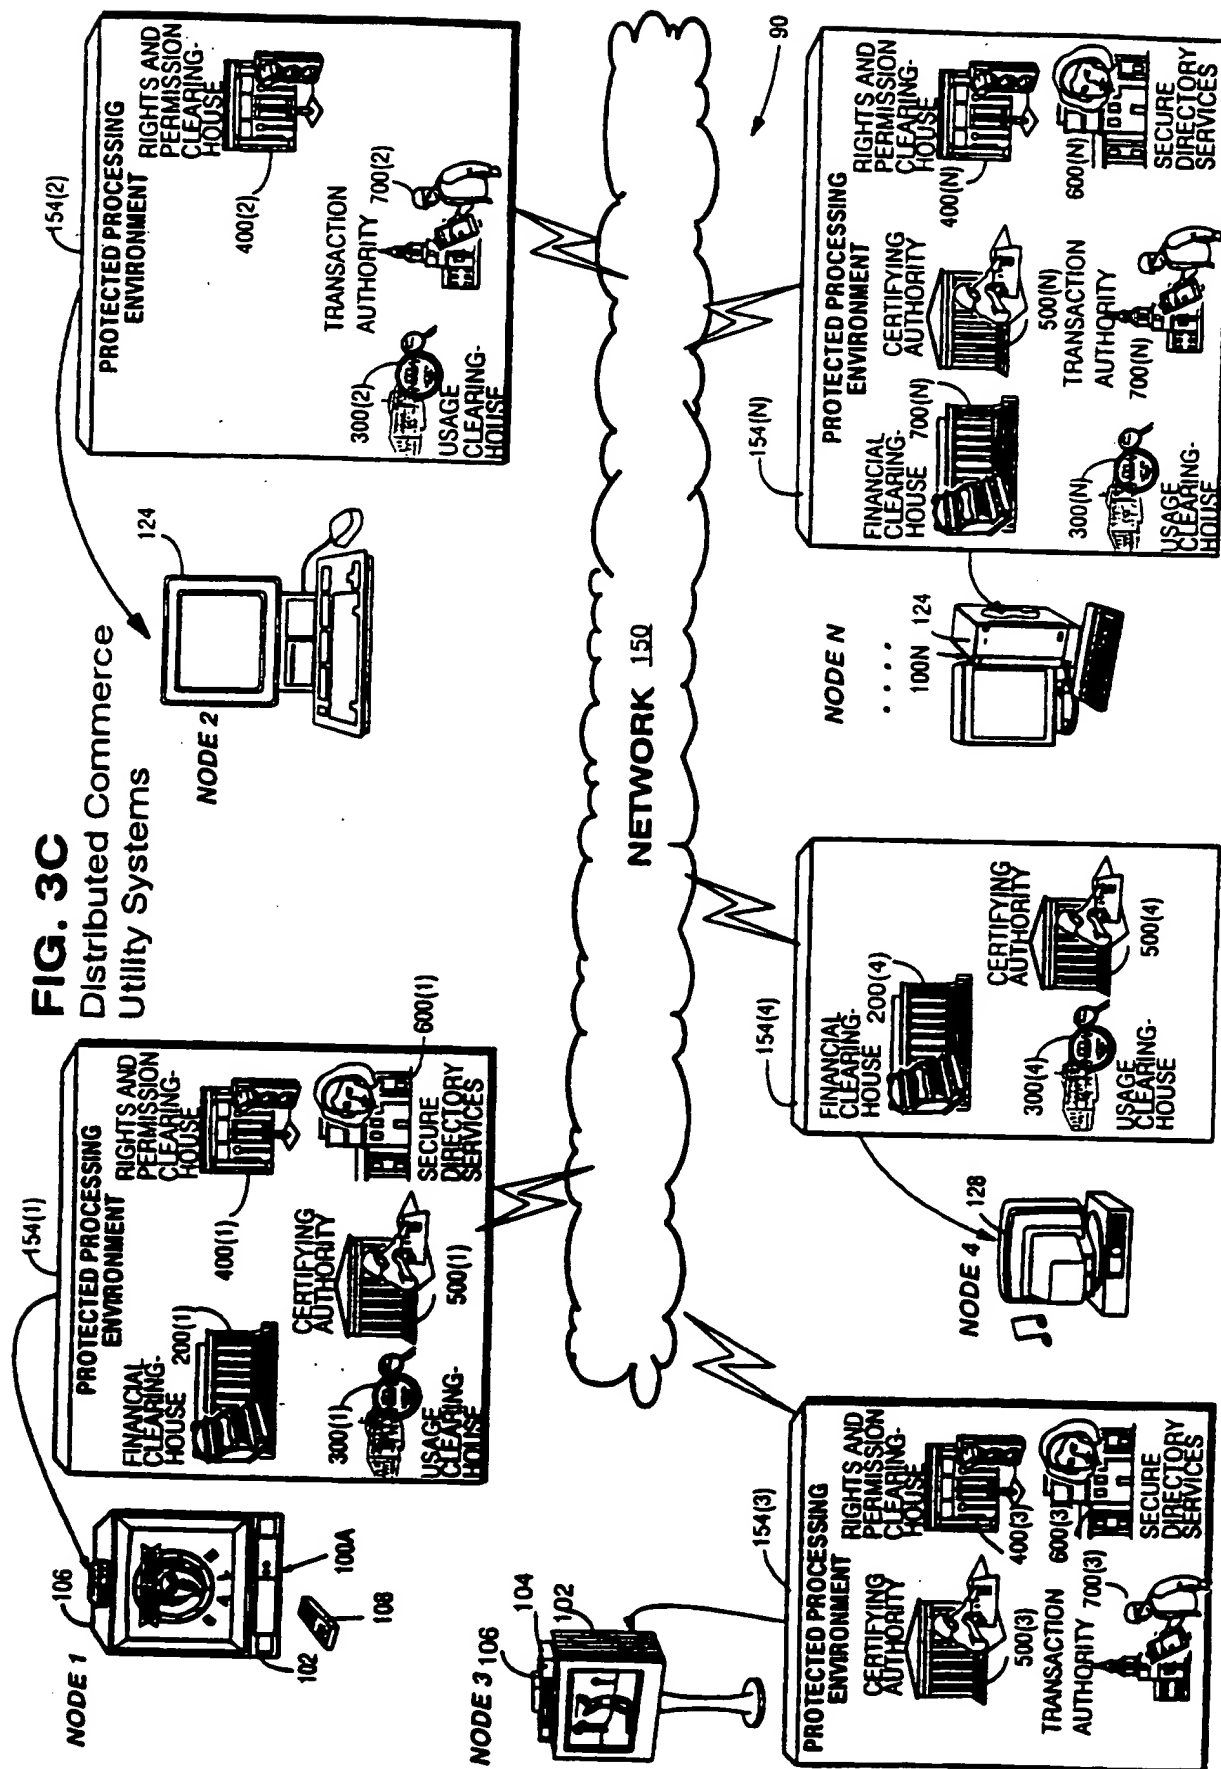 FIG. 3C
Distributed Commerce
Utility Systems
NODE 1
106
102
100A
108
154(1)
PROTECTED PROCESSING
ENVIRONMENT
FINANCIAL
CLEARING-
HOUSE
200(1)
RIGHTS AND
PERMISSION
CLEARING-
HOUSE
400(1)
300(1)
USAGE
CLEARING-
HOUSE
CERTIFYING
AUTHORITY
500(1)
SECURE
DIRECTORY
SERVICES
600(1)
NODE 2
124
154(2)
PROTECTED PROCESSING
ENVIRONMENT
RIGHTS AND
PERMISSION
CLEARING-
HOUSE
400(2)
300(2)
USAGE
CLEARING-
HOUSE
TRANSACTION
AUTHORITY
700(2)
NETWORK 150
90
NODE 3
106
104
102
154(3)
PROTECTED PROCESSING
ENVIRONMENT
CERTIFYING
AUTHORITY
500(3)
RIGHTS AND
PERMISSION
CLEARING-
HOUSE
400(3)
TRANSACTION
AUTHORITY
700(3)
600(3)
SECURE
DIRECTORY
SERVICES
NODE 4
128
154(4)
FINANCIAL
CLEARING-
HOUSE
200(4)
300(4)
USAGE
CLEARING-
HOUSE
CERTIFYING
AUTHORITY
500(4)
NODE N
. . . .
100N
124
154(N)
PROTECTED PROCESSING
ENVIRONMENT
FINANCIAL
CLEARING-
HOUSE
700(N)
CERTIFYING
AUTHORITY
500(N)
RIGHTS AND
PERMISSION
CLEARING-
HOUSE
400(N)
300(N)
USAGE
CLEARING-
HOUSE
TRANSACTION
AUTHORITY
700(N)
600(N)
SECURE
DIRECTORY
SERVICES